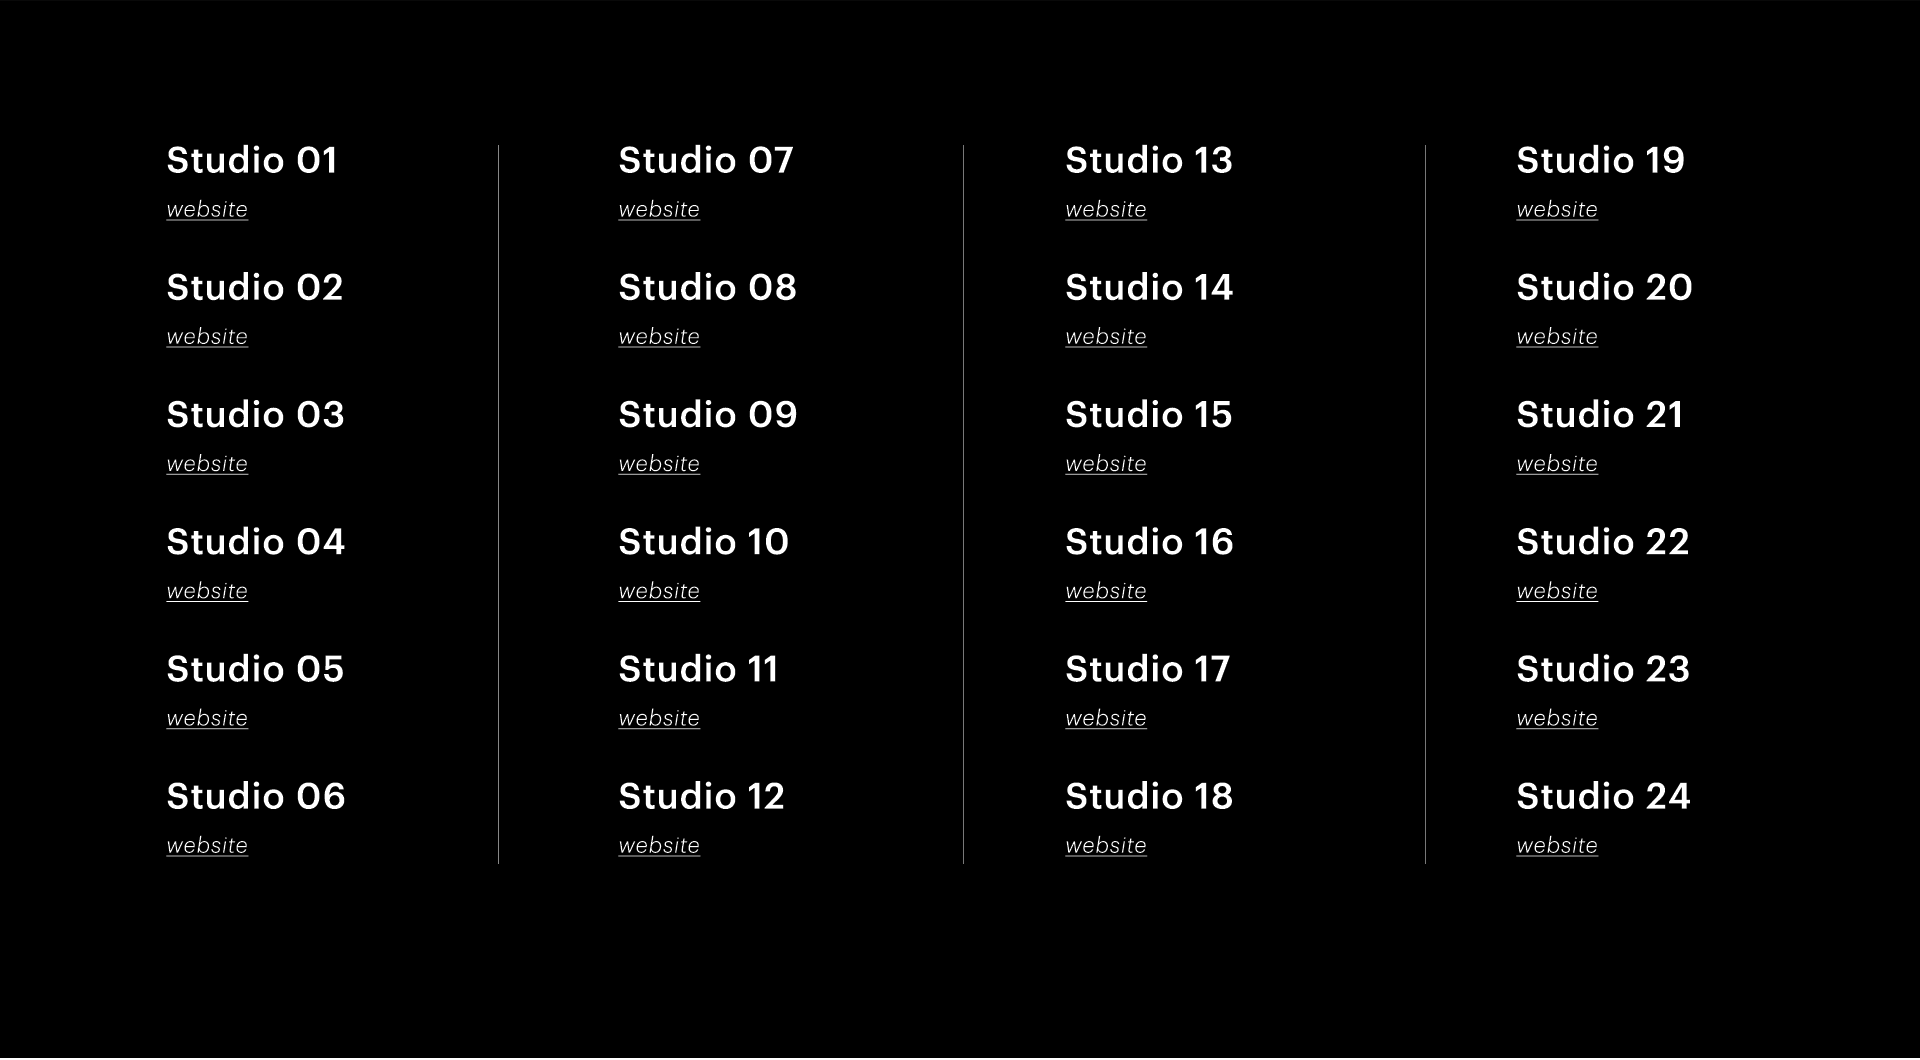 Studio 01
website
Studio 02
website
Studio 03
website
Studio 04
website
Studio 05
website
Studio 06
website
Studio 07
website
Studio 08
website
Studio 09
website
Studio 10
website
Studio 11
website
Studio 12
website
Studio 13
website
Studio 14
website
Studio 15
website
Studio 16
website
Studio 17
website
Studio 18
website
Studio 19
website
Studio 20
website
Studio 21
website
Studio 22
website
Studio 23
website
Studio 24
website